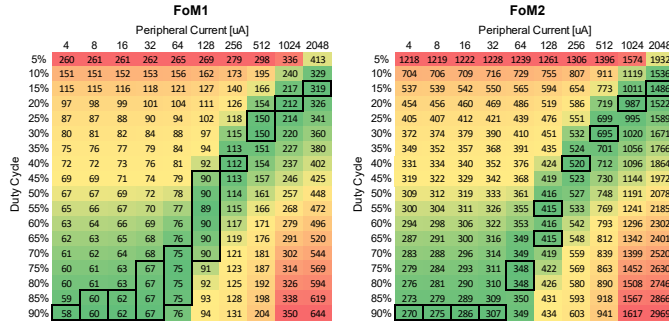 FoM1 FoM2
Peripheral Current [uA] Peripheral Current [uA]
4 8 16 32 64 128 256 512 1024 2048 4 8 16 32 64 128 256 512 1024 2048
5% 260 261 261 262 265 269 279 298 336 413 5% 1218 1219 1222 1228 1239 1261 1306 1396 1574 1932
10% 151 151 152 153 156 162 173 195 240 329 10% 704 706 709 716 729 755 807 911 1119 1536
15% 115 115 116 118 121 127 140 166 217 319 15% 537 539 542 550 565 594 654 773 1011 1486
20% 97 98 99 101 104 111 126 154 212 326 20% 454 456 460 469 486 519 586 719 987 1522
25% 87 87 88 90 94 102 118 150 214 341 25% 405 407 412 421 439 476 551 699 995 1589
30% 80 81 82 84 88 97 115 150 220 360 30% 372 374 379 390 410 451 532 695 1020 1671
35% 75 76 77 79 84 94 113 151 227 380 35% 349 352 357 368 391 435 524 701 1056 1766
40% 72 72 73 76 81 92 112 154 237 402 40% 331 334 340 352 376 424 520 712 1096 1864
45% 69 69 71 74 79 90 113 157 246 425 45% 319 322 329 342 368 419 523 730 1144 1972
50% 67 67 69 72 78 90 114 161 257 448 50% 309 312 319 333 361 416 527 748 1191 2078
55% 65 66 67 70 77 89 115 166 268 472 55% 300 304 311 326 355 415 533 769 1241 2185
60% 64 64 66 69 76 90 117 171 279 496 60% 294 298 306 322 353 416 542 793 1296 2302
65% 62 63 65 68 76 90 119 176 291 520 65% 287 291 300 316 349 415 548 812 1342 2401
70% 61 62 63 67 75 90 121 181 302 544 70% 283 288 296 314 349 419 559 839 1399 2520
75% 60 61 63 67 75 91 123 187 314 569 75% 279 284 293 311 348 422 569 863 1452 2630
80% 60 61 62 67 75 92 125 192 326 594 80% 276 281 290 310 348 426 580 890 1508 2746
85% 59 60 62 67 75 93 128 198 338 619 85% 273 279 289 309 350 431 593 918 1567
90% 58 60 62 67 76 94 131 204 350 644 90% 270 275 286 307 349 434 603 941 1617
Duty Cycle Duty Cycle